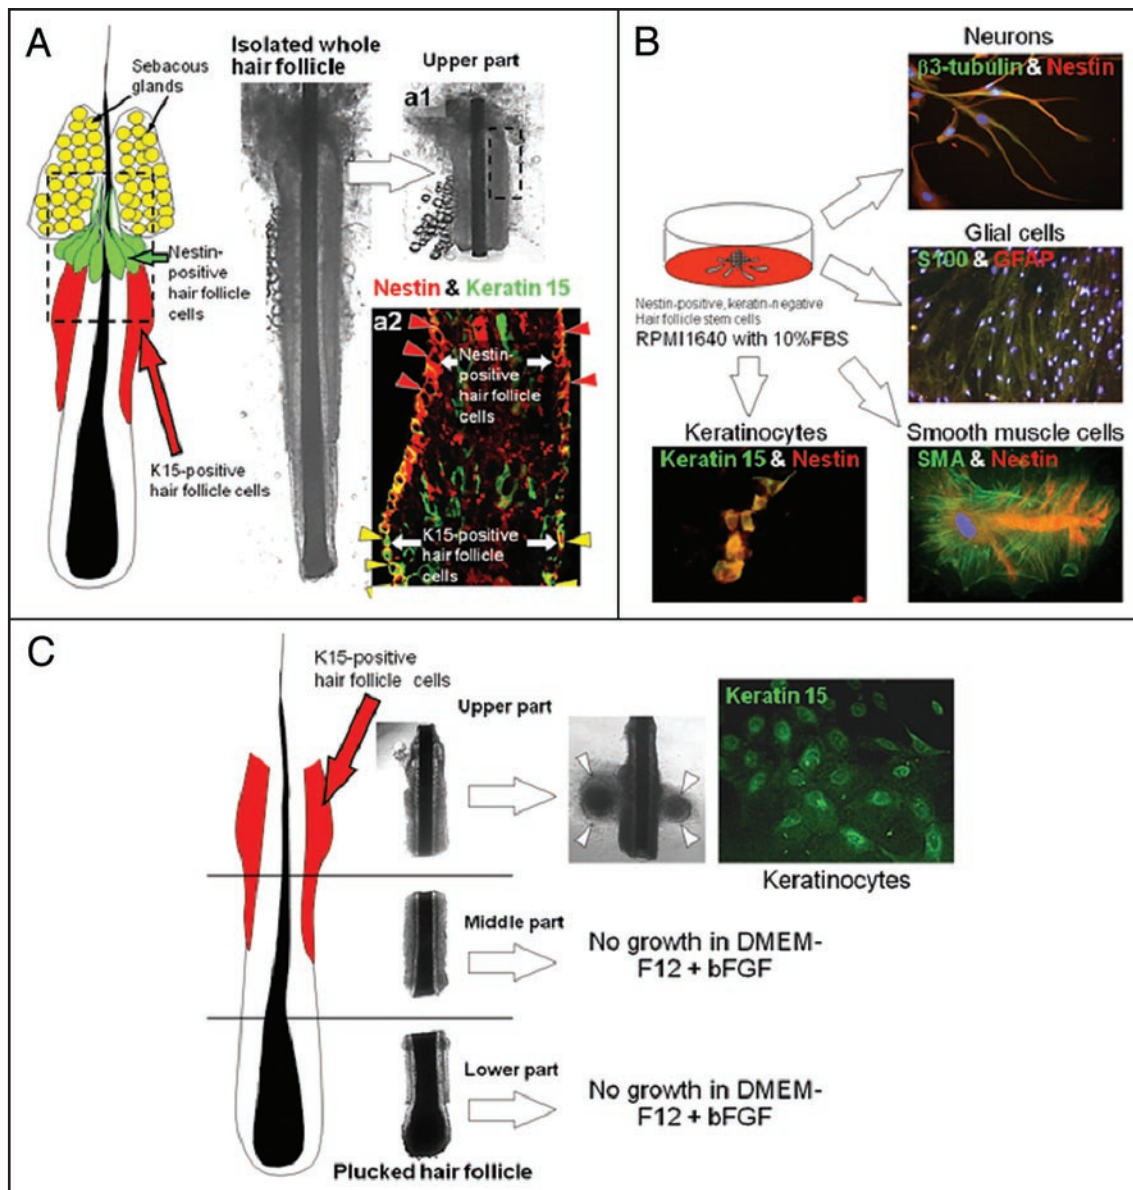 A
Sebacous
glands
Nestin-
positive
hair follicle
cells
K15-positive
hair follicle cells
Isolated whole
hair follicle
Upper part
a1
Nestin & Keratin 15
a2
Nestin-
positive
hair follicle
cells
K15-positive
hair follicle
cells
B
Neurons
β3-tubulin & Nestin
Glial cells
S100 & GFAP
Nestin-positive, keratin-negative
Hair follicle stem cells
RPMI1640 with 10%FBS
Keratinocytes
Keratin 15 & Nestin
Smooth muscle cells
SMA & Nestin
C
K15-positive
hair follicle cells
Upper part
Keratin 15
Keratinocytes
Middle part
No growth in DMEM-
F12 + bFGF
Lower part
No growth in DMEM-
F12 + bFGF
Plucked hair follicle